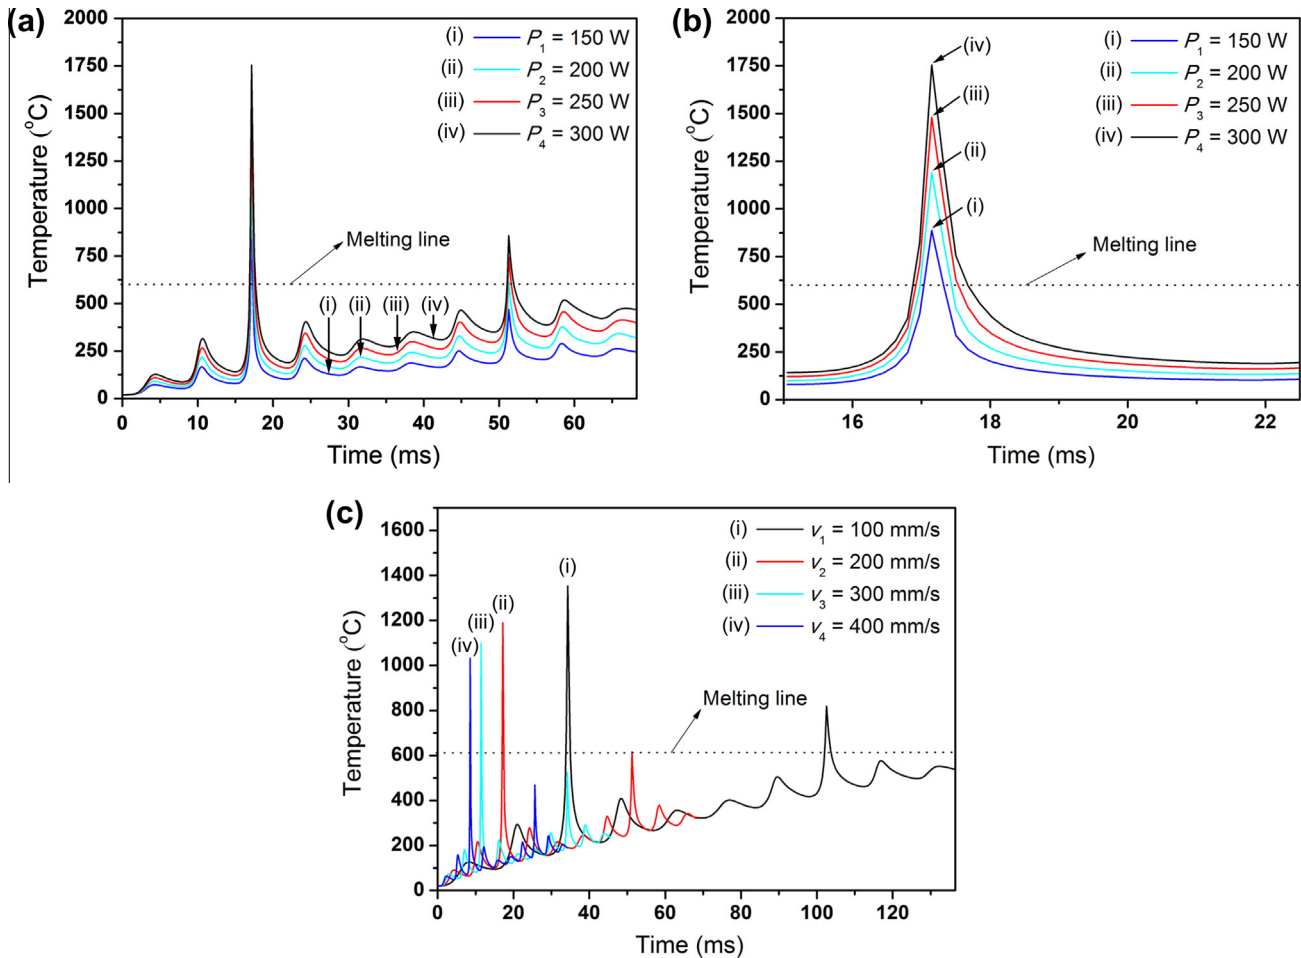 (a)
2000
1750
1500
1250
1000
750
500
250
0
Temperature (°C)
(i) P1 = 150 W
(ii) P2 = 200 W
(iii) P3 = 250 W
(iv) P4 = 300 W
Melting line
(i) (ii) (iii) (iv)
0 10 20 30 40 50 60
Time (ms)
(b)
2000
1750
1500
1250
1000
750
500
250
0
Temperature (°C)
(i) P1 = 150 W
(ii) P2 = 200 W
(iii) P3 = 250 W
(iv) P4 = 300 W
(iv)
(iii)
(ii)
(i)
Melting line
16 18 20 22
Time (ms)
(c)
1600
1400
1200
1000
800
600
400
200
0
Temperature (°C)
(i) v1 = 100 mm/s
(ii) v2 = 200 mm/s
(iii) v3 = 300 mm/s
(iv) v4 = 400 mm/s
(i)
(ii)
(iii)
(iv)
Melting line
0 20 40 60 80 100 120
Time (ms)